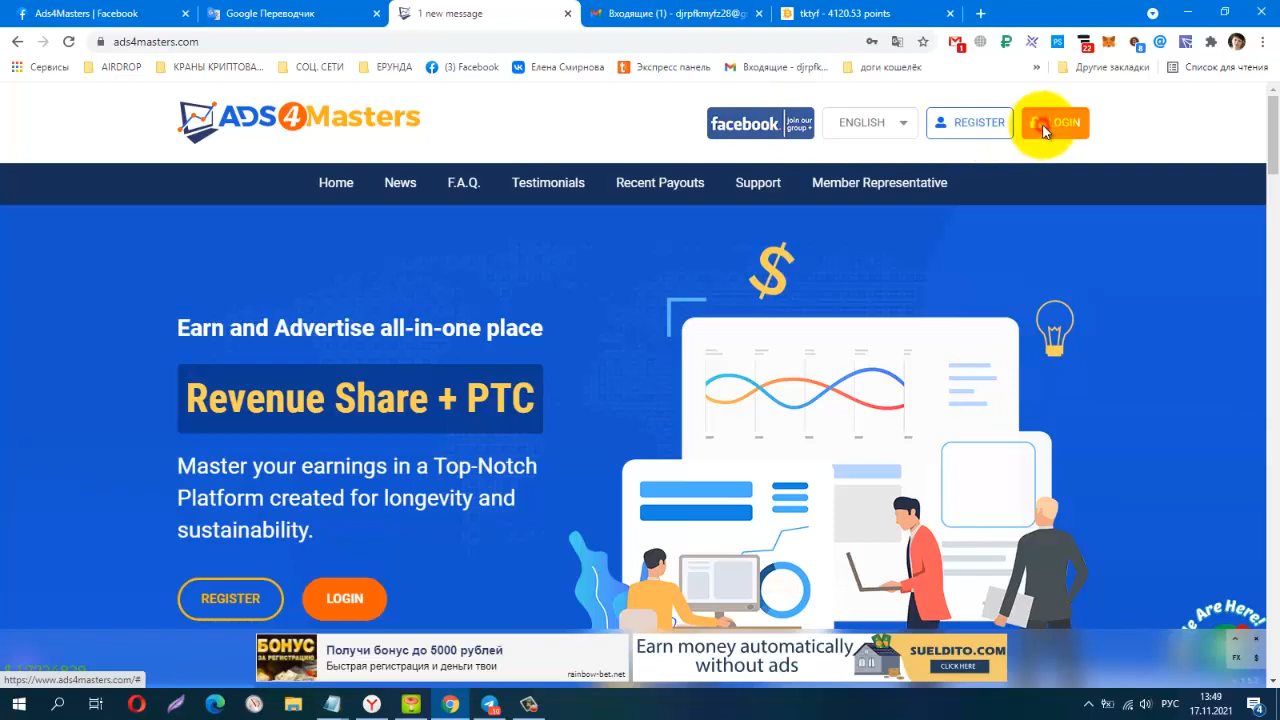 Ads4Masters | Facebook
Google Переводчик
1 new message
Входящие (1) - djrpfkmyfz28@g
tktyf - 4120.53 points
ads4masters.com
Сервисы
AIRDROP
КРАНЫ КРИПТОВА...
СОЦ. СЕТИ
ЕРУНДА
(3) Facebook
Елена Смирнова
Экспресс панель
Входящие - djrpfk...
доги кошелёк
»
Другие закладки
Список для чтения
ADS4Masters
facebook. join our group +
ENGLISH
REGISTER
LOGIN
Home
News
F.A.Q.
Testimonials
Recent Payouts
Support
Member Representative
Earn and Advertise all-in-one place
Revenue Share + PTC
Master your earnings in a Top-Notch
Platform created for longevity and
sustainability.
REGISTER
LOGIN
e Are Here!
БОНУС
ЗА РЕГИСТРАЦИЮ
Получи бонус до 5000 рублей
Быстрая регистрация и деньги твои
rainbow-bet.net
Earn money automatically
without ads
SUELDITO.COM
CLICK HERE
FX
$
https://www.ads4masters.com/#
РУС
13:49
17.11.2021